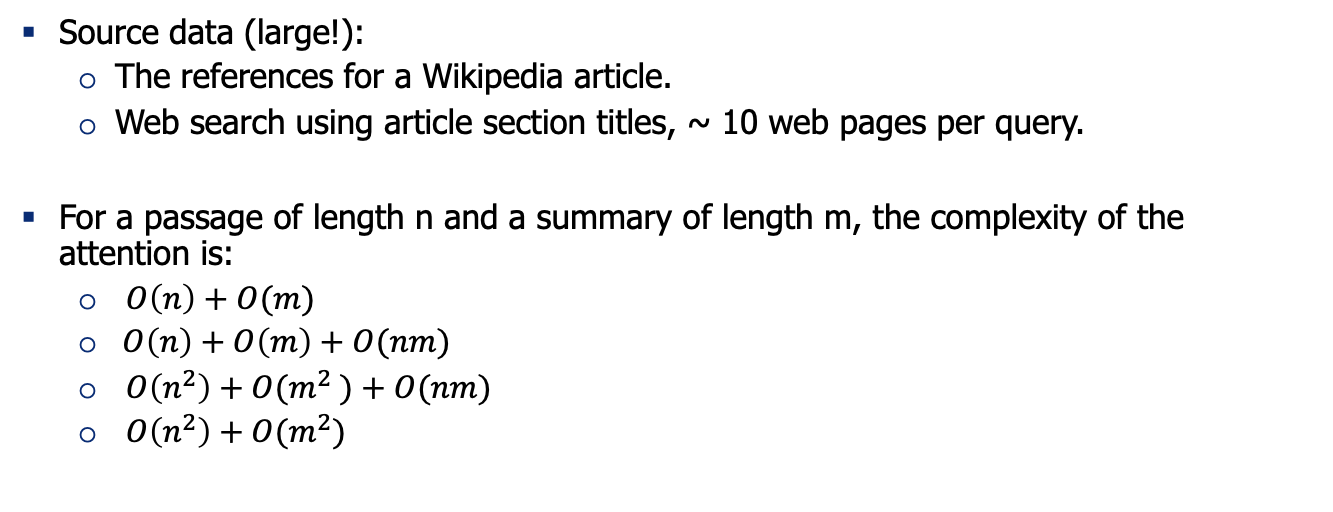 ▪ Source data (large!):
o The references for a Wikipedia article.
o Web search using article section titles, ~ 10 web pages per query.
▪ For a passage of length n and a summary of length m, the complexity of the
attention is:
o O(n) + O(m)
o O(n) + O(m) + O(nm)
o O(n²) + O(m² ) + O(nm)
o O(n²) + O(m²)